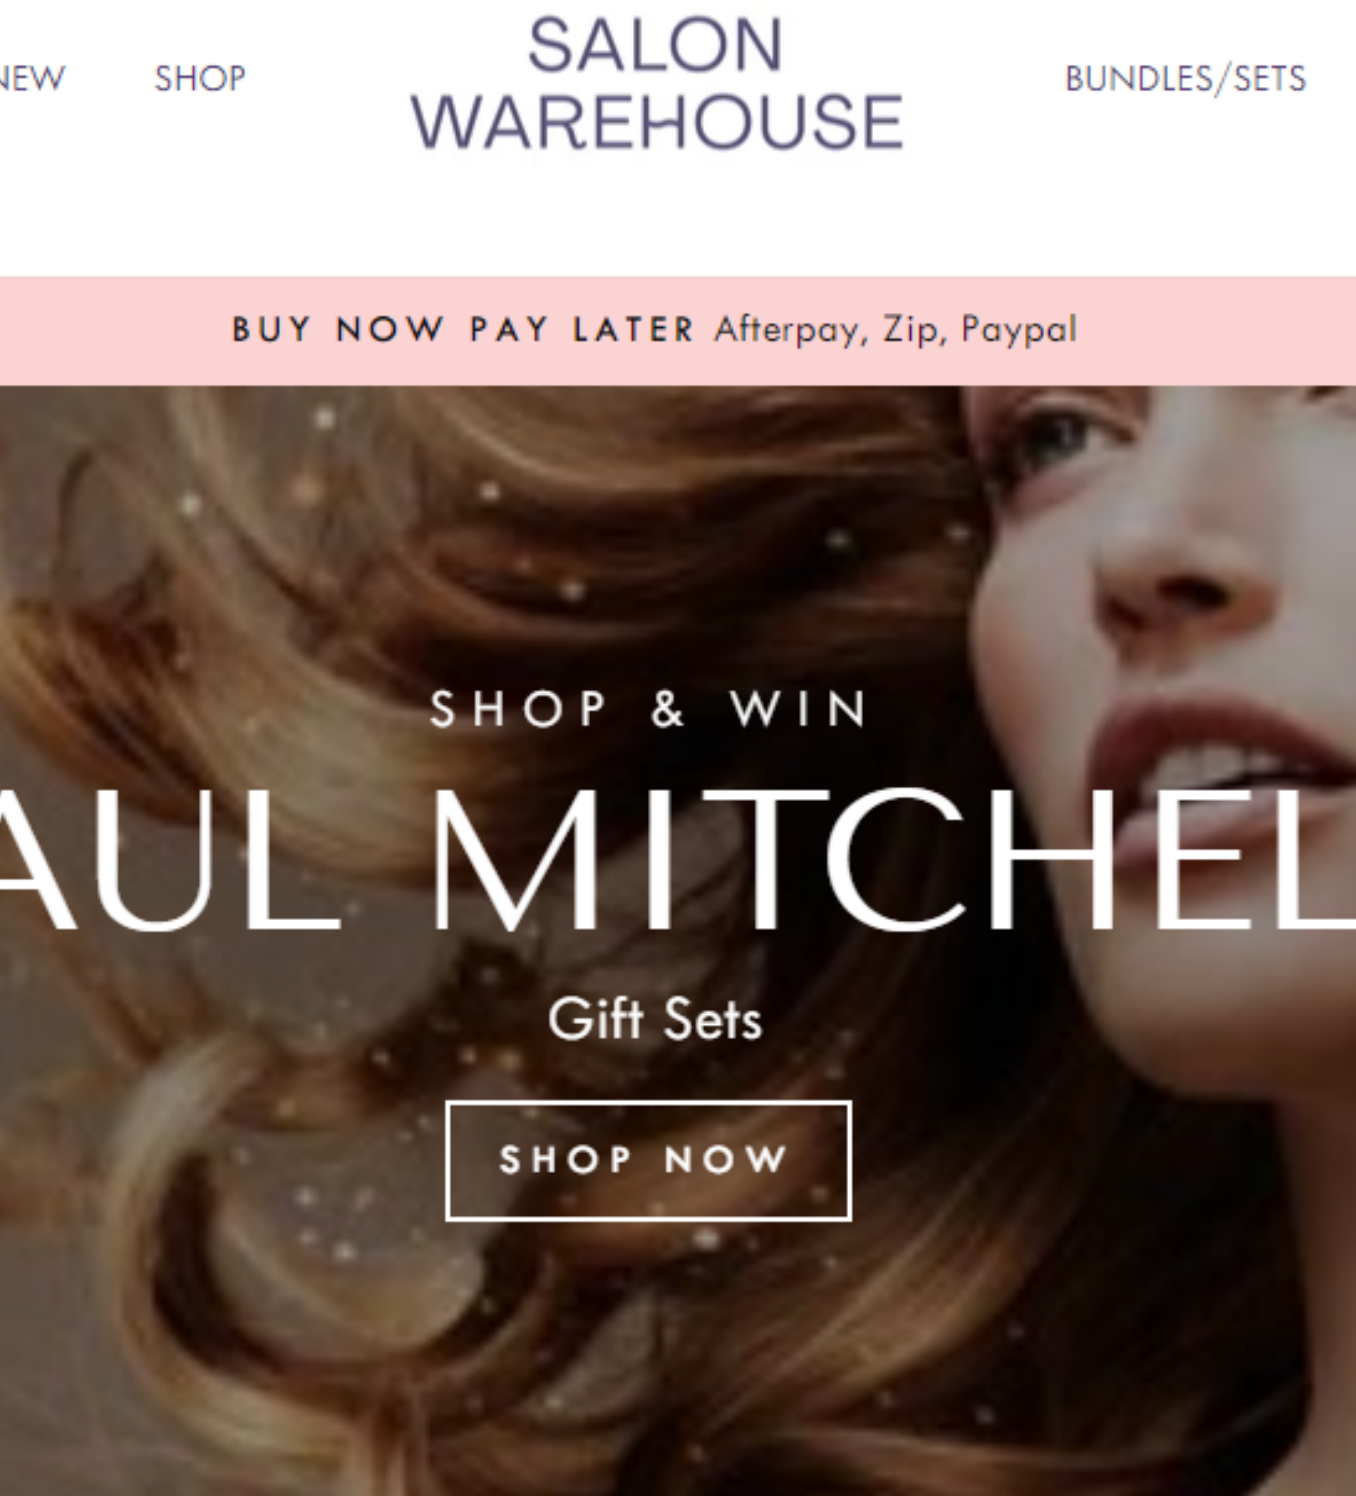 NEW SHOP SALON WAREHOUSE BUNDLES/SETS
BUY NOW PAY LATER Afterpay, Zip, Paypal
SHOP & WIN
AUL MITCHEL
Gift Sets
SHOP NOW